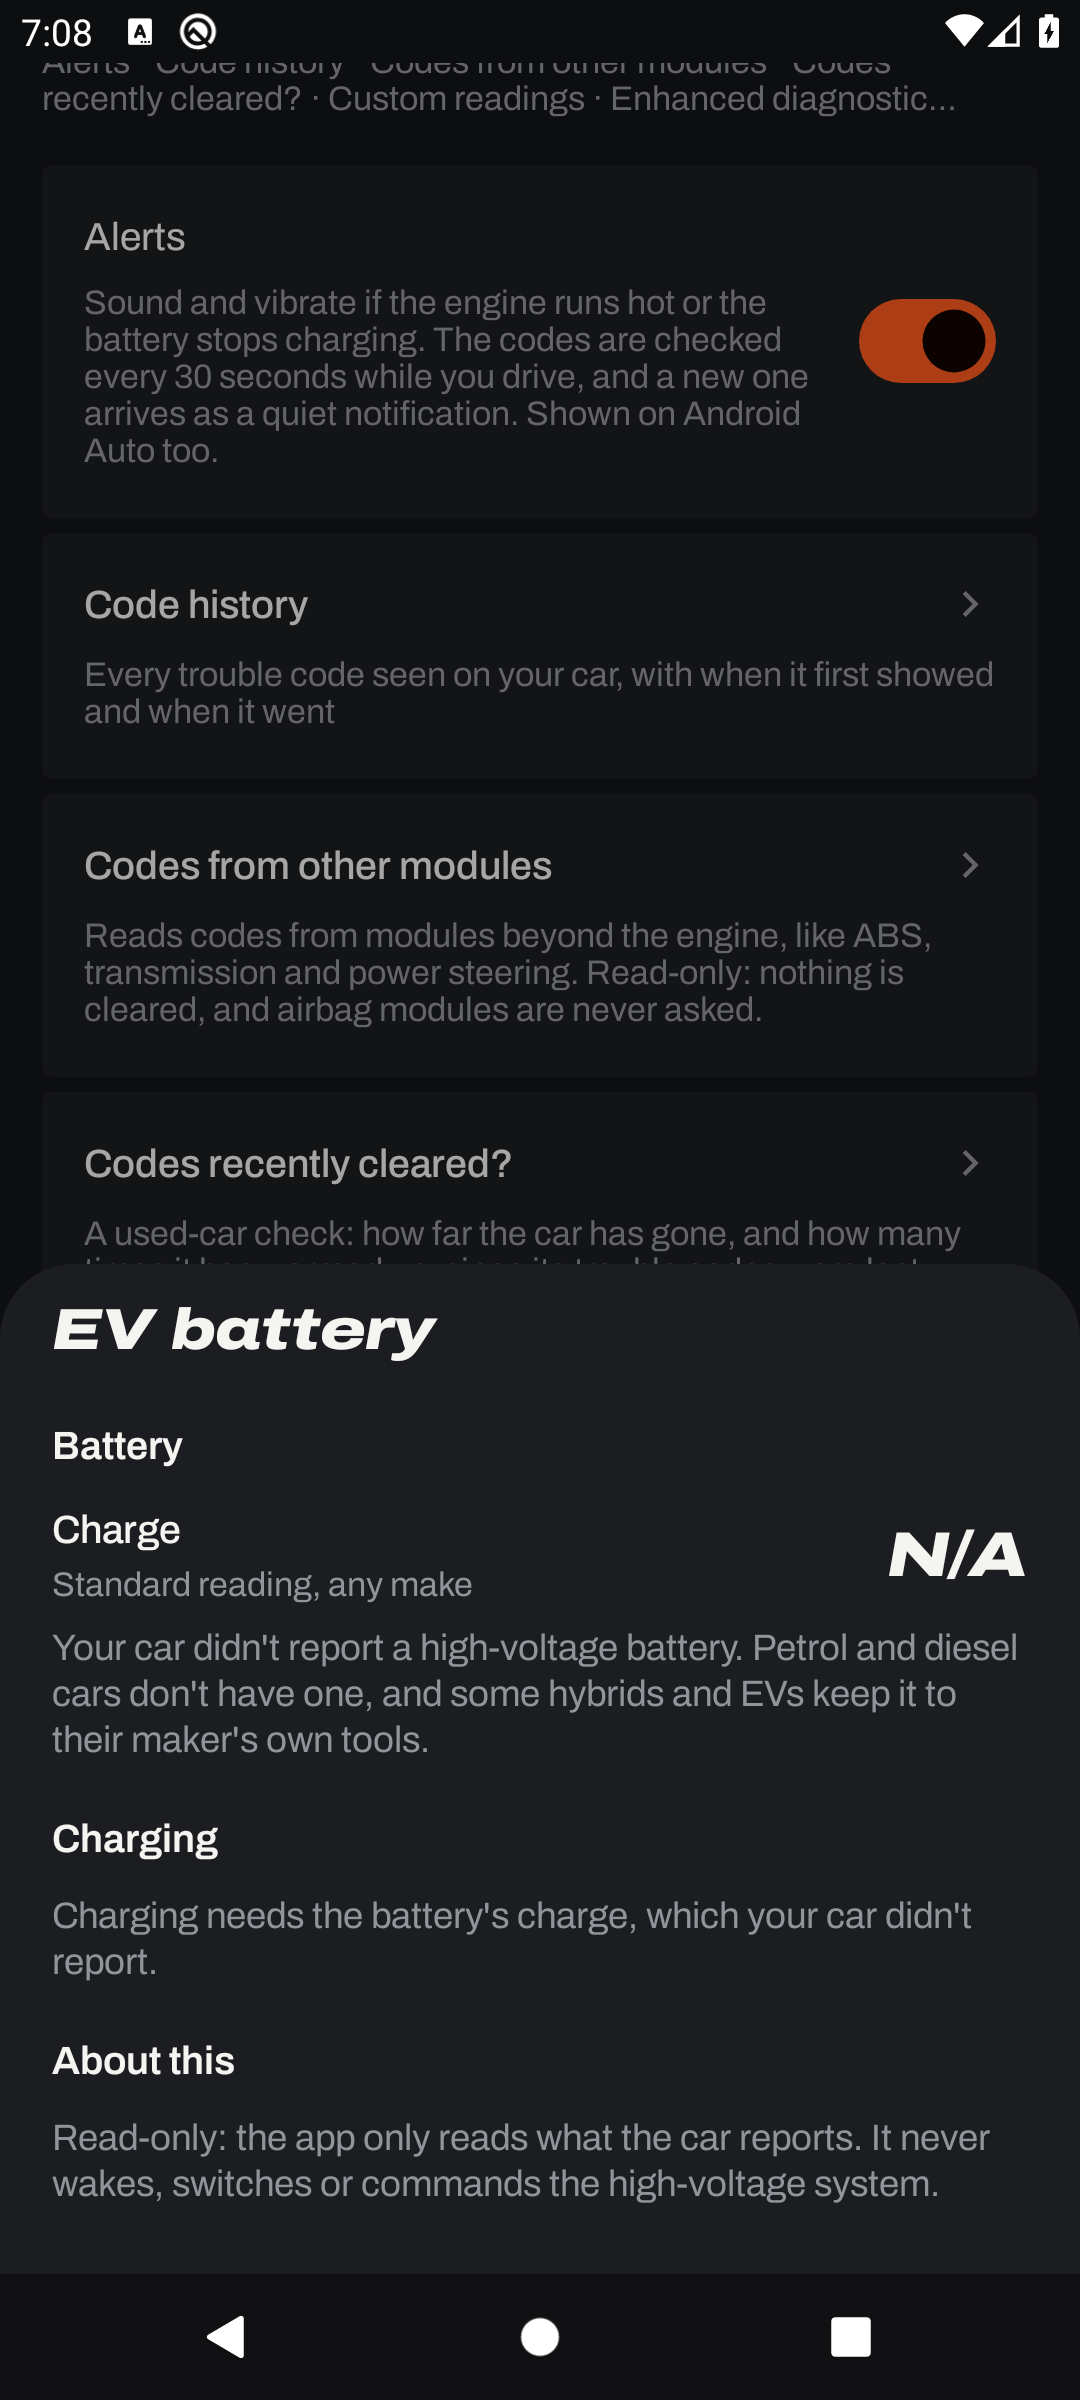 7:08
Alerts · Code history · Codes from other modules · Codes
recently cleared? · Custom readings · Enhanced diagnostic...
Alerts
Sound and vibrate if the engine runs hot or the
battery stops charging. The codes are checked
every 30 seconds while you drive, and a new one
arrives as a quiet notification. Shown on Android
Auto too.
Code history
Every trouble code seen on your car, with when it first showed
and when it went
Codes from other modules
Reads codes from modules beyond the engine, like ABS,
transmission and power steering. Read-only: nothing is
cleared, and airbag modules are never asked.
Codes recently cleared?
A used-car check: how far the car has gone, and how many
EV battery
Battery
Charge
N/A
Standard reading, any make
Your car didn't report a high-voltage battery. Petrol and diesel
cars don't have one, and some hybrids and EVs keep it to
their maker's own tools.
Charging
Charging needs the battery's charge, which your car didn't
report.
About this
Read-only: the app only reads what the car reports. It never
wakes, switches or commands the high-voltage system.